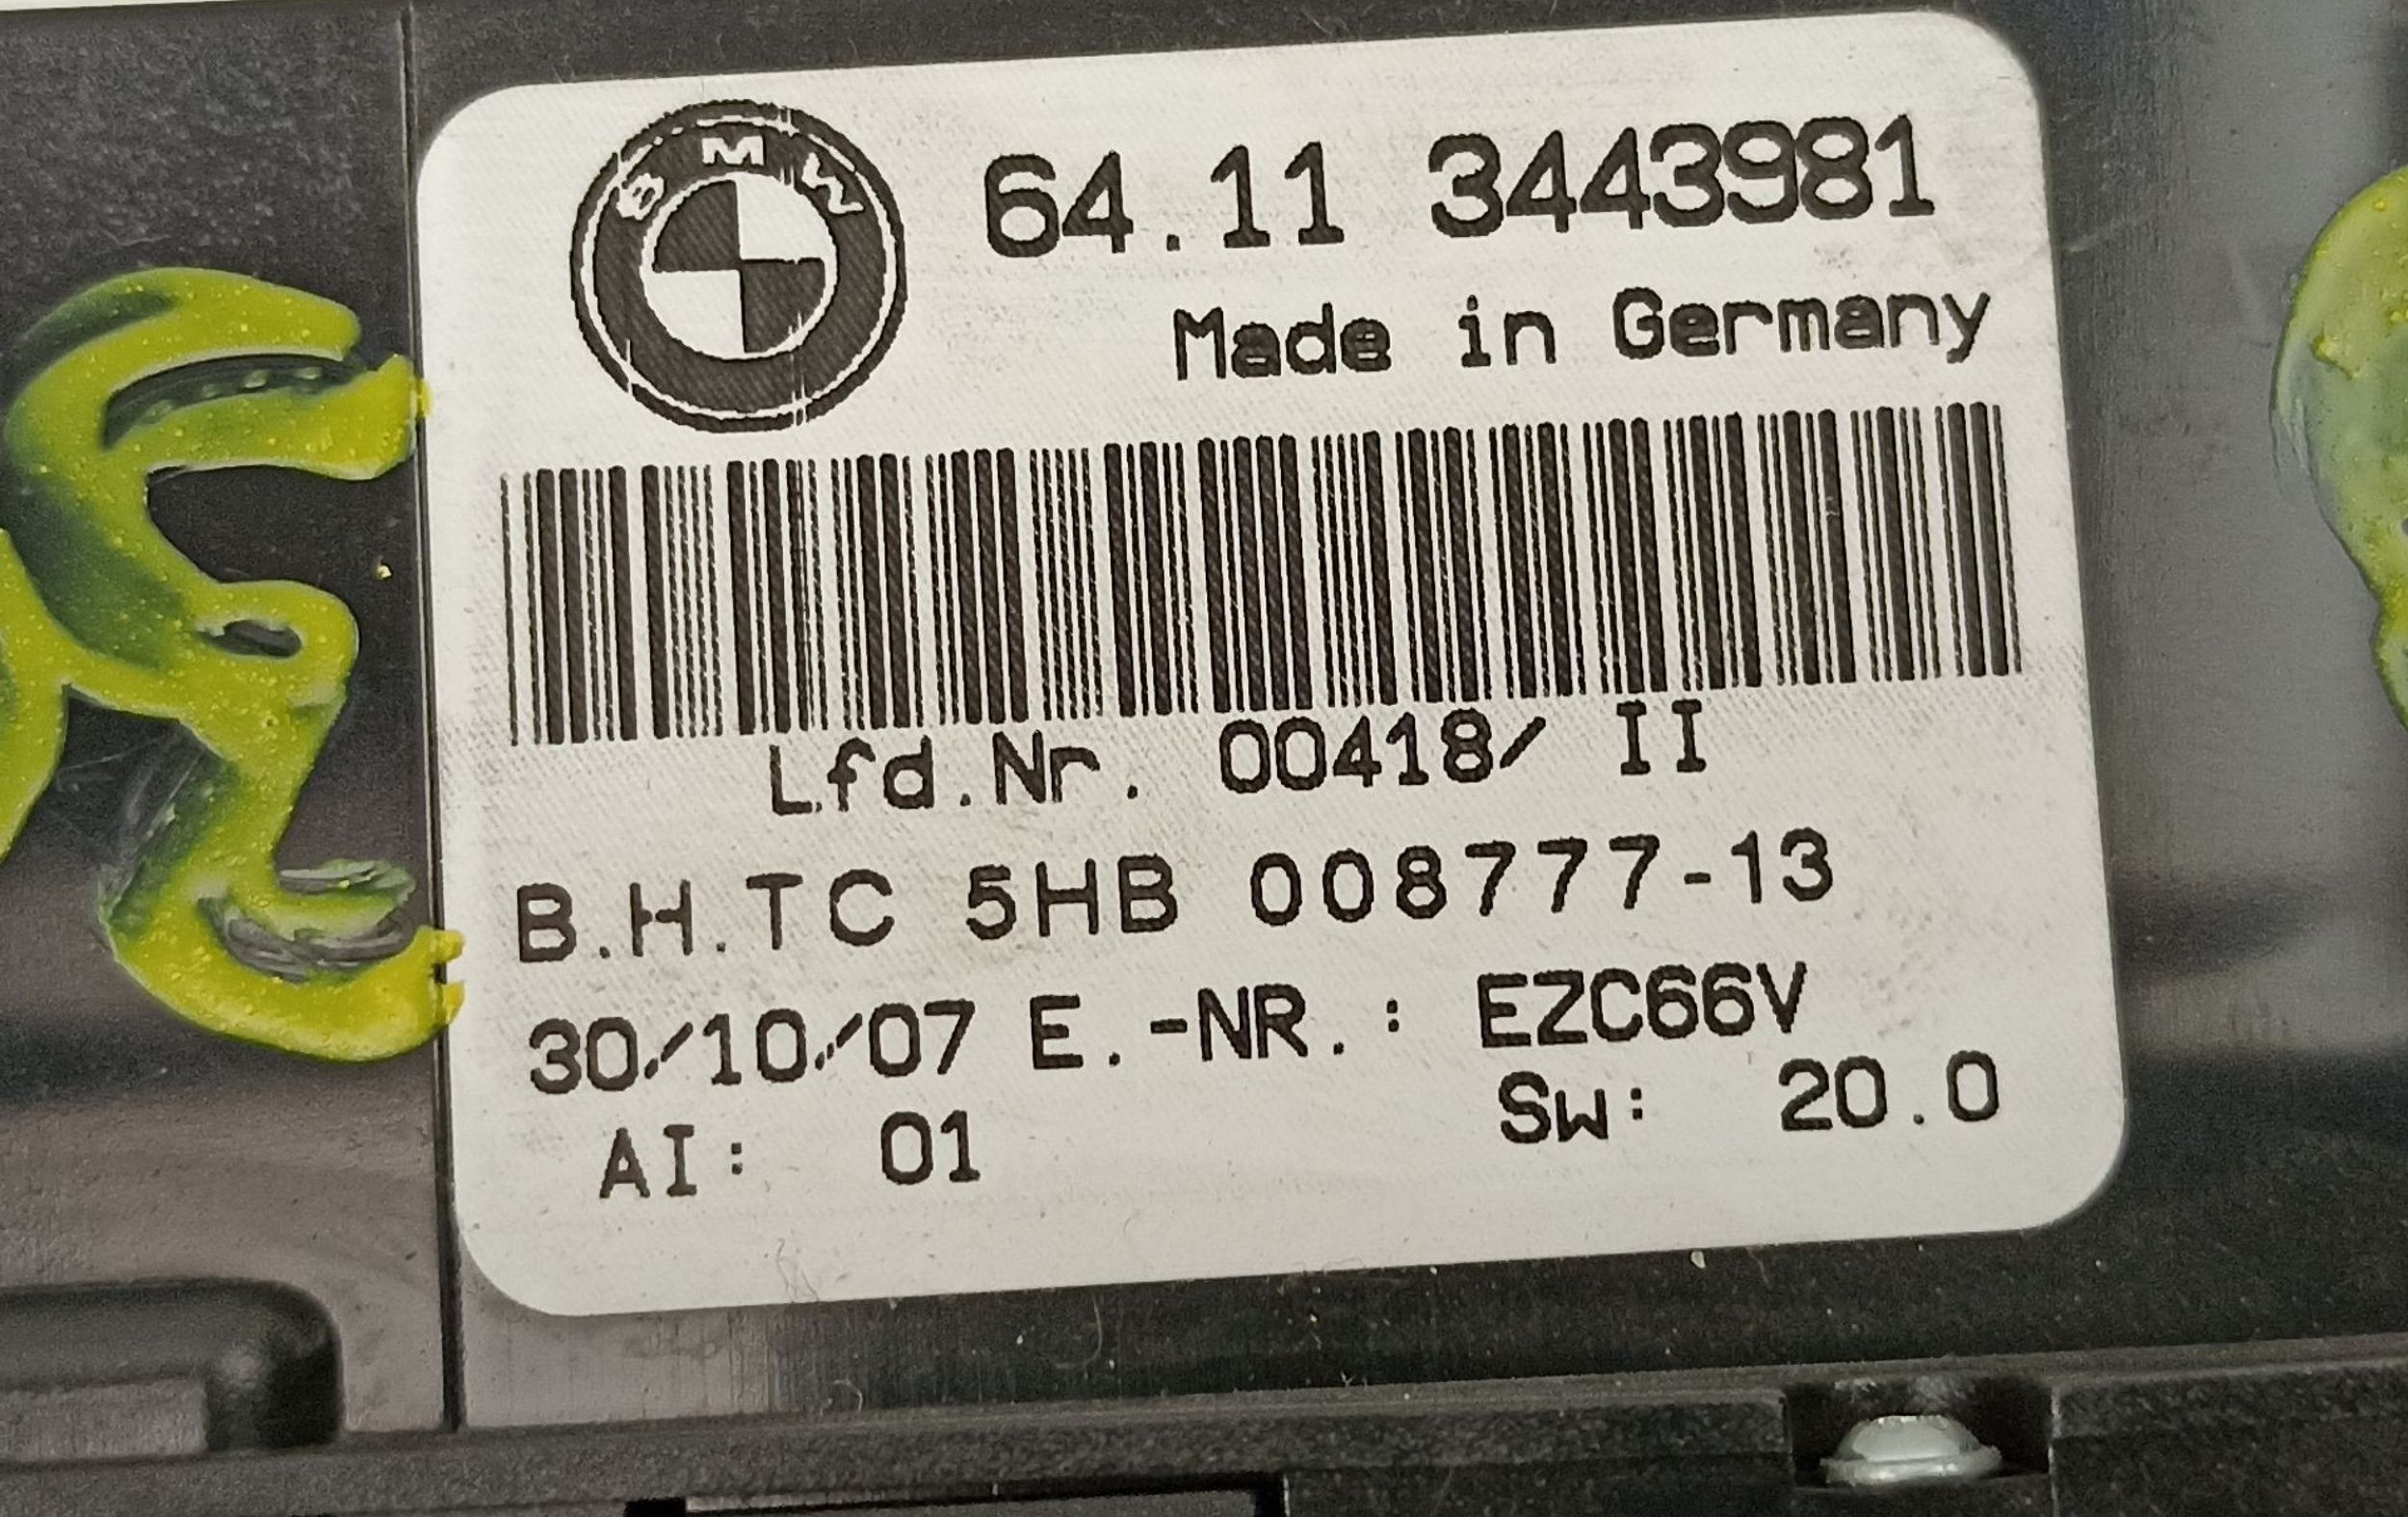 BMW
64.11 3443981
Made in Germany
Lfd.Nr. 00418/ II
B.H.TC 5HB 008777-13
30/10/07 E.-NR.: EZC66V
AI: 01 Sw: 20.0